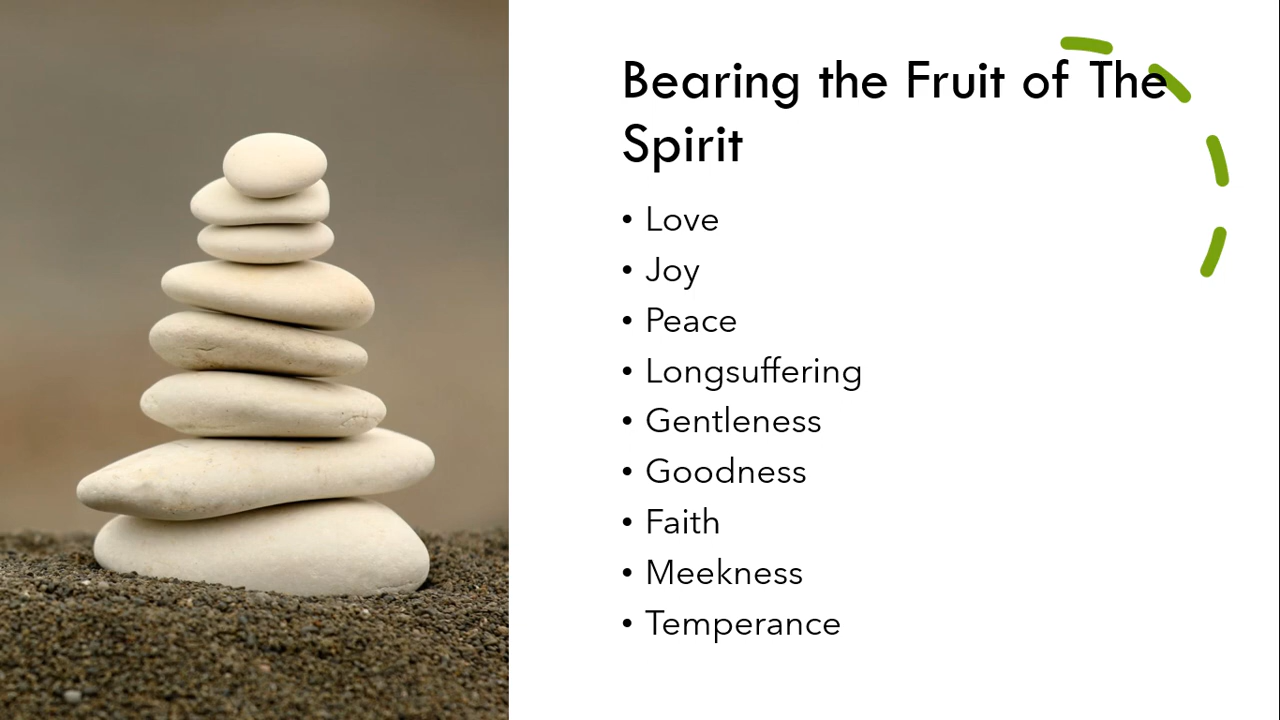 Bearing the Fruit of The
Spirit
• Love
• Joy
• Peace
• Longsuffering
• Gentleness
• Goodness
• Faith
• Meekness
• Temperance